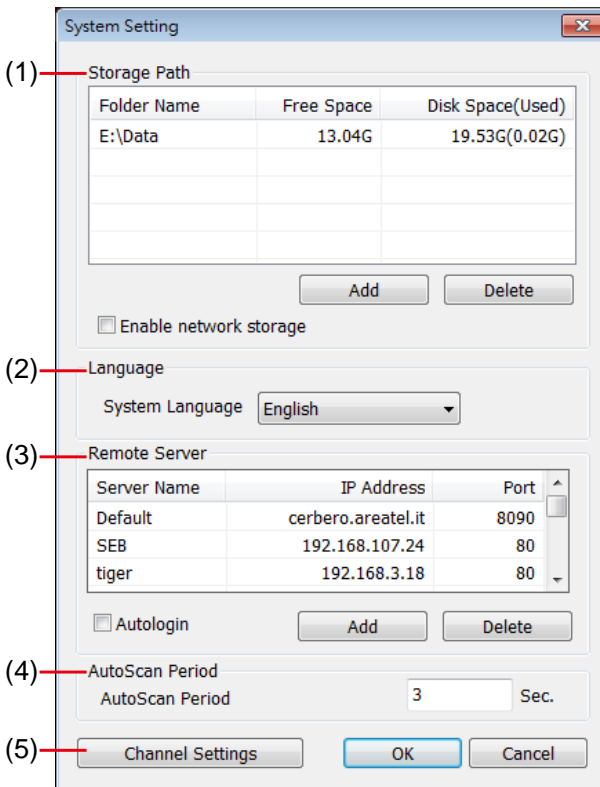 System Setting
(1) Storage Path
Folder Name Free Space Disk Space(Used)
E:\Data 13.04G 19.53G(0.02G)
Add Delete
Enable network storage
(2) Language
System Language English
(3) Remote Server
Server Name IP Address Port
Default cerbero.areatel.it 8090
SEB 192.168.107.24 80
tiger 192.168.3.18 80
Autologin Add Delete
(4) AutoScan Period
AutoScan Period 3 Sec.
(5) Channel Settings OK Cancel